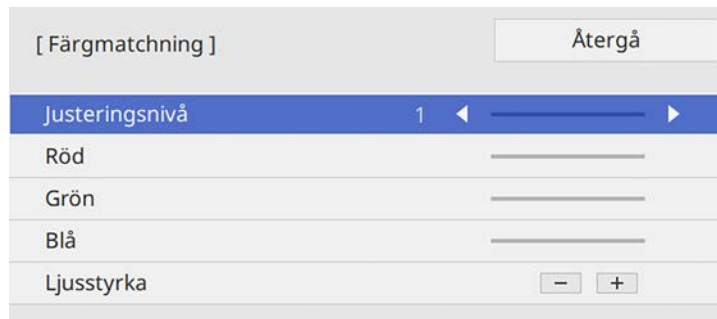 [ Färgmatchning ] Återgå
Justeringsnivå 1
Röd
Grön
Blå
Ljusstyrka − +